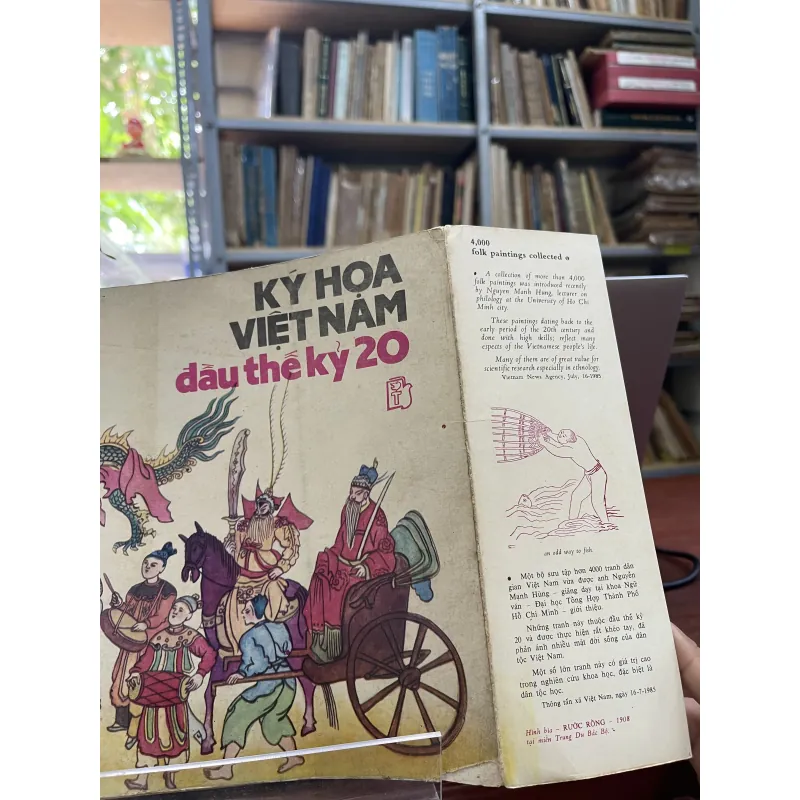 KÝ HỌA
VIỆT NAM
đầu thế kỷ 20
4,000
folk paintings collected
• A collection of more than 4,000
folk paintings was introduced recently
by Nguyen Manh Hung, lecturer on
philology at the University of Ho Chi
Minh city.
These paintings dating back to the
early period of the 20th century and
done with high skills; reflect many
espects of the Vietnamese people's life.
Many of them are of great value for
scientific research especially in ethnology.
Vietnam News Agency, July, 16-1985
an odd way to fish
• Một bộ sưu tập hơn 4000 tranh dân
gian Việt Nam vừa được anh Nguyễn
Mạnh Hùng – giảng dạy tại khoa Ngữ
văn – Đại học Tổng Hợp Thành Phố
Hồ Chí Minh – giới thiệu.
Những tranh này thuộc đầu thế kỷ
20 và được thực hiện rất khéo tay, đã
phản ánh nhiều mặt đời sống của dân
tộc Việt Nam.
Một số lớn tranh này có giá trị cao
trong nghiên cứu khoa học, đặc biệt là
dân tộc học.
Thông tấn xã Việt Nam, ngày 16-7-1985
Hình bìa – RƯỚC RỒNG – 1908
tại miền Trung Du Bắc Bộ.